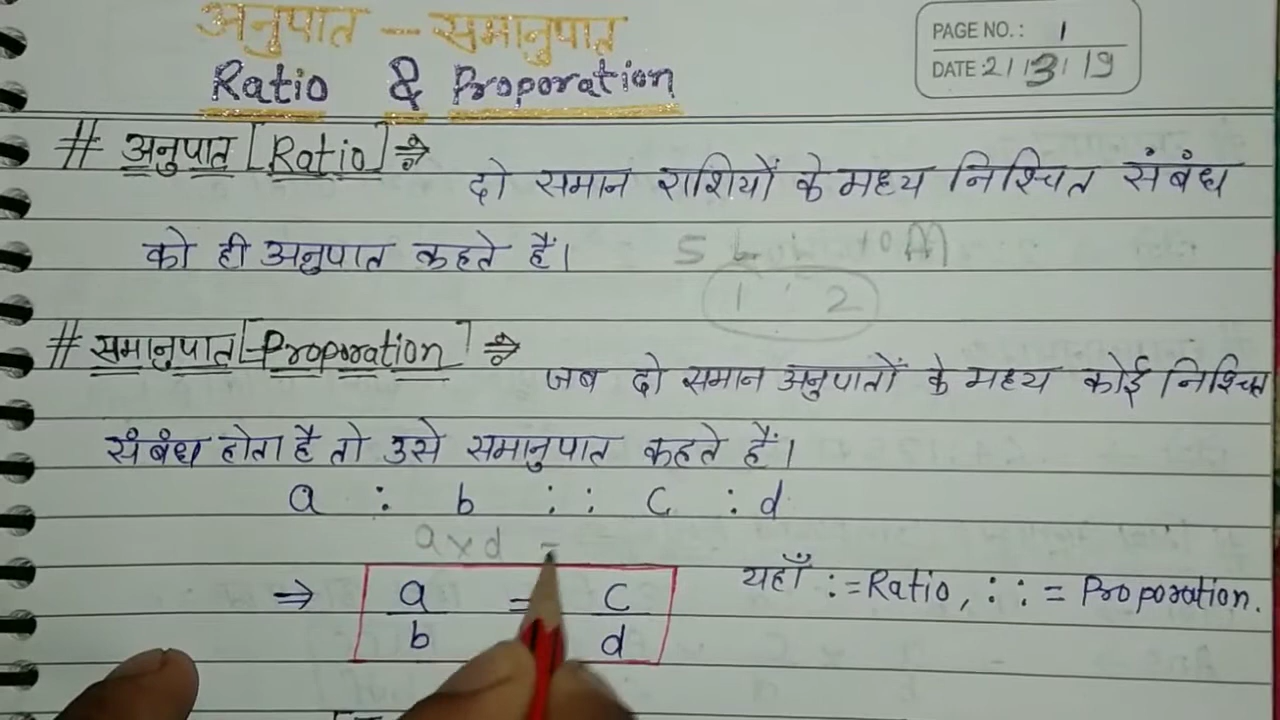 अनुपात - समानुपात
Ratio & Proporation
PAGE NO.: 1
DATE: 21/3/19
# अनुपात [Ratio] ⇒
दो समान राशियों के मध्य निश्चित संबंध
को ही अनुपात कहते हैं।
1 : 2
# समानुपात [Proporation] ⇒
जब दो समान अनुपातों के मध्य कोई निश्चित
संबंध होता है तो उसे समानुपात कहते हैं।
a : b :: c : d
a×d =
⇒ a/b = c/d
यहाँ : = Ratio, :: = Proporation.